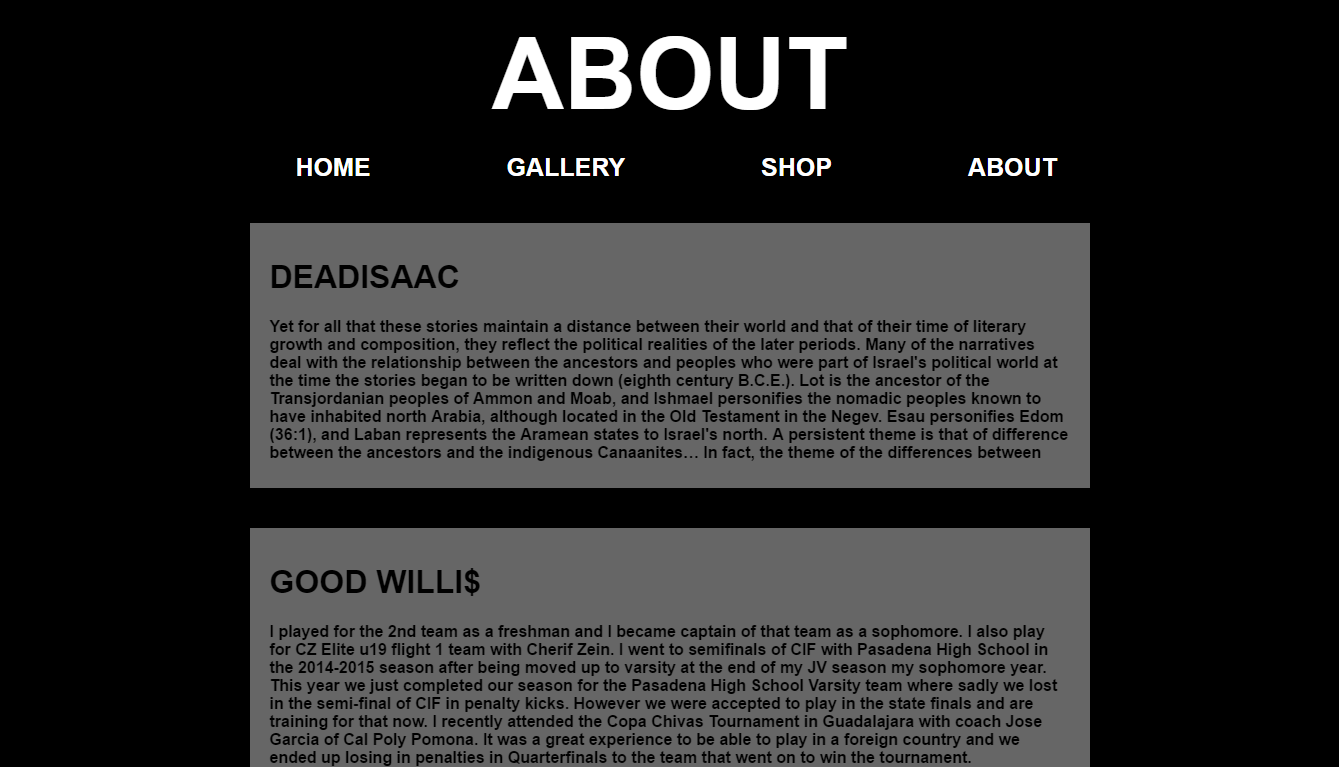 ABOUT
HOME GALLERY SHOP ABOUT
DEADISAAC
Yet for all that these stories maintain a distance between their world and that of their time of literary
growth and composition, they reflect the political realities of the later periods. Many of the narratives
deal with the relationship between the ancestors and peoples who were part of Israel's political world at
the time the stories began to be written down (eighth century B.C.E.). Lot is the ancestor of the
Transjordanian peoples of Ammon and Moab, and Ishmael personifies the nomadic peoples known to
have inhabited north Arabia, although located in the Old Testament in the Negev. Esau personifies Edom
(36:1), and Laban represents the Aramean states to Israel's north. A persistent theme is that of difference
between the ancestors and the indigenous Canaanites… In fact, the theme of the differences between
GOOD WILLI$
I played for the 2nd team as a freshman and I became captain of that team as a sophomore. I also play
for CZ Elite u19 flight 1 team with Cherif Zein. I went to semifinals of CIF with Pasadena High School in
the 2014-2015 season after being moved up to varsity at the end of my JV season my sophomore year.
This year we just completed our season for the Pasadena High School Varsity team where sadly we lost
in the semi-final of CIF in penalty kicks. However we were accepted to play in the state finals and are
training for that now. I recently attended the Copa Chivas Tournament in Guadalajara with coach Jose
Garcia of Cal Poly Pomona. It was a great experience to be able to play in a foreign country and we
ended up losing in penalties in Quarterfinals to the team that went on to win the tournament.